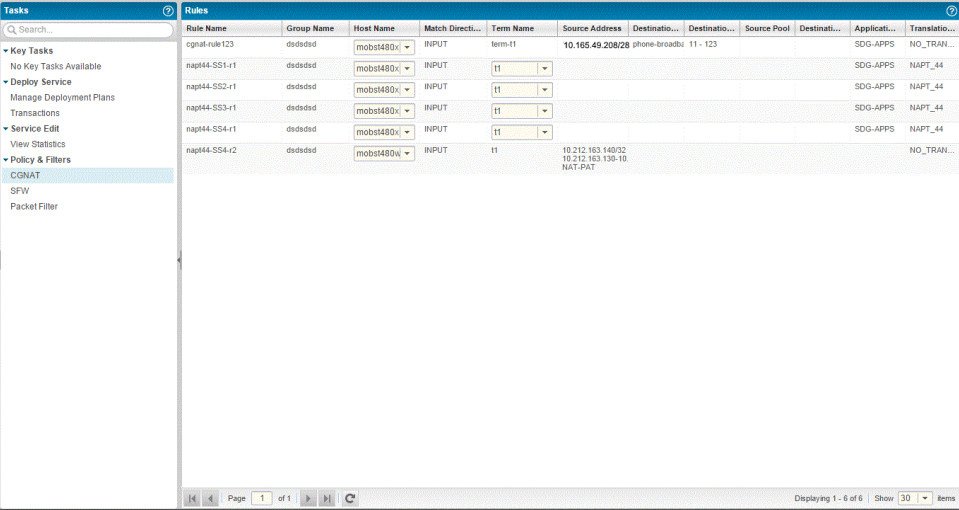 Tasks
Search...
Key Tasks
No Key Tasks Available
Deploy Service
Manage Deployment Plans
Transactions
Service Edit
View Statistics
Policy & Filters
CGNAT
SFW
Packet Filter
Rules
Rule Name Group Name Host Name Match Directi... Term Name Source Address Destinatio... Destinatio... Source Pool Destinati... Applicati... Translatio...
cgnat-rule123 dsdsdsd mobst480x INPUT term-t1 10.165.49.208/28 phone-broadba 11 - 123 SDG-APPS NO_TRAN...
napt44-SS1-r1 dsdsdsd mobst480x INPUT t1 SDG-APPS NAPT_44
napt44-SS2-r1 dsdsdsd mobst480x INPUT t1 SDG-APPS NAPT_44
napt44-SS3-r1 dsdsdsd mobst480x INPUT t1 SDG-APPS NAPT_44
napt44-SS4-r1 dsdsdsd mobst480x INPUT t1 SDG-APPS NAPT_44
napt44-SS4-r2 dsdsdsd mobst480w INPUT t1 10.212.163.140/32 NO_TRAN...
10.212.163.130-10.
NAT-PAT
Page 1 of 1 Displaying 1 - 6 of 6 Show 30 items